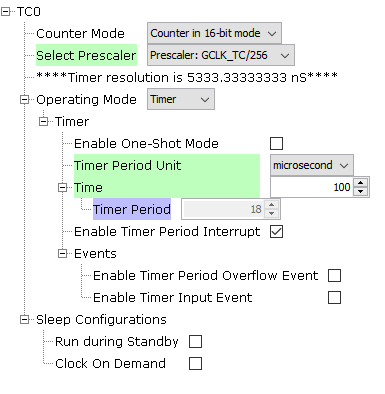 TC0
Counter Mode Counter in 16-bit mode
Select Prescaler Prescaler: GCLK_TC/256
****Timer resolution is 5333.33333333 nS****
Operating Mode Timer
Timer
Enable One-Shot Mode
Timer Period Unit microsecond
Time 100
Timer Period 18
Enable Timer Period Interrupt
Events
Enable Timer Period Overflow Event
Enable Timer Input Event
Sleep Configurations
Run during Standby
Clock On Demand